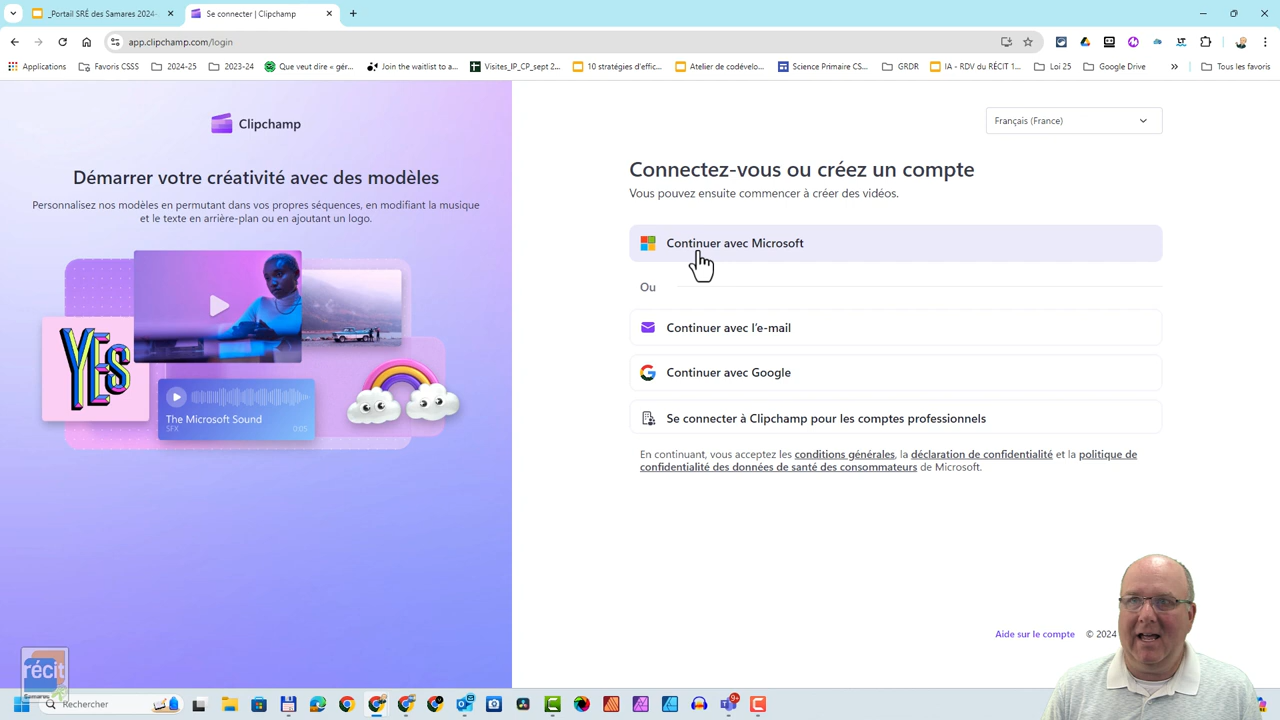 _Portail SRÉ des Samares 2024-
Se connecter | Clipchamp
app.clipchamp.com/login
Applications
Favoris CSSS
2024-25
2023-24
Que veut dire « gér...
Join the waitlist to a...
Visites_IP_CP_sept 2...
10 stratégies d'effic...
Atelier de codévelo...
Science Primaire CS...
GRDR
IA - RDV du RÉCIT 1...
Loi 25
Google Drive
Tous les favoris
Clipchamp
Démarrer votre créativité avec des modèles
Personnalisez nos modèles en permutant dans vos propres séquences, en modifiant la musique
et le texte en arrière-plan ou en ajoutant un logo.
YES
The Microsoft Sound
SFX
0:05
Français (France)
Connectez-vous ou créez un compte
Vous pouvez ensuite commencer à créer des vidéos.
Continuer avec Microsoft
Ou
Continuer avec l'e-mail
Continuer avec Google
Se connecter à Clipchamp pour les comptes professionnels
En continuant, vous acceptez les conditions générales, la déclaration de confidentialité et la politique de
confidentialité des données de santé des consommateurs de Microsoft.
Aide sur le compte
© 2024
récit
Samares
Rechercher
9+